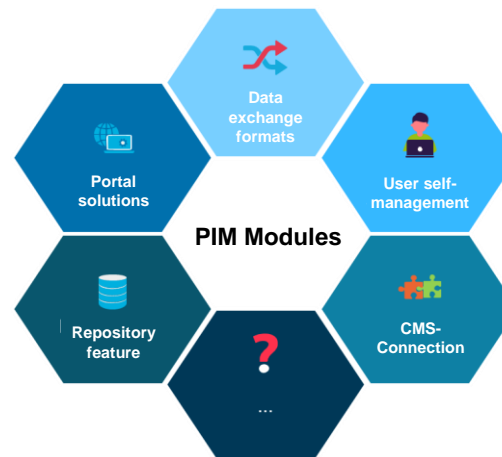 Data
exchange
formats
Portal
solutions
User self-
management
PIM Modules
Repository
feature
CMS-
Connection
?
...